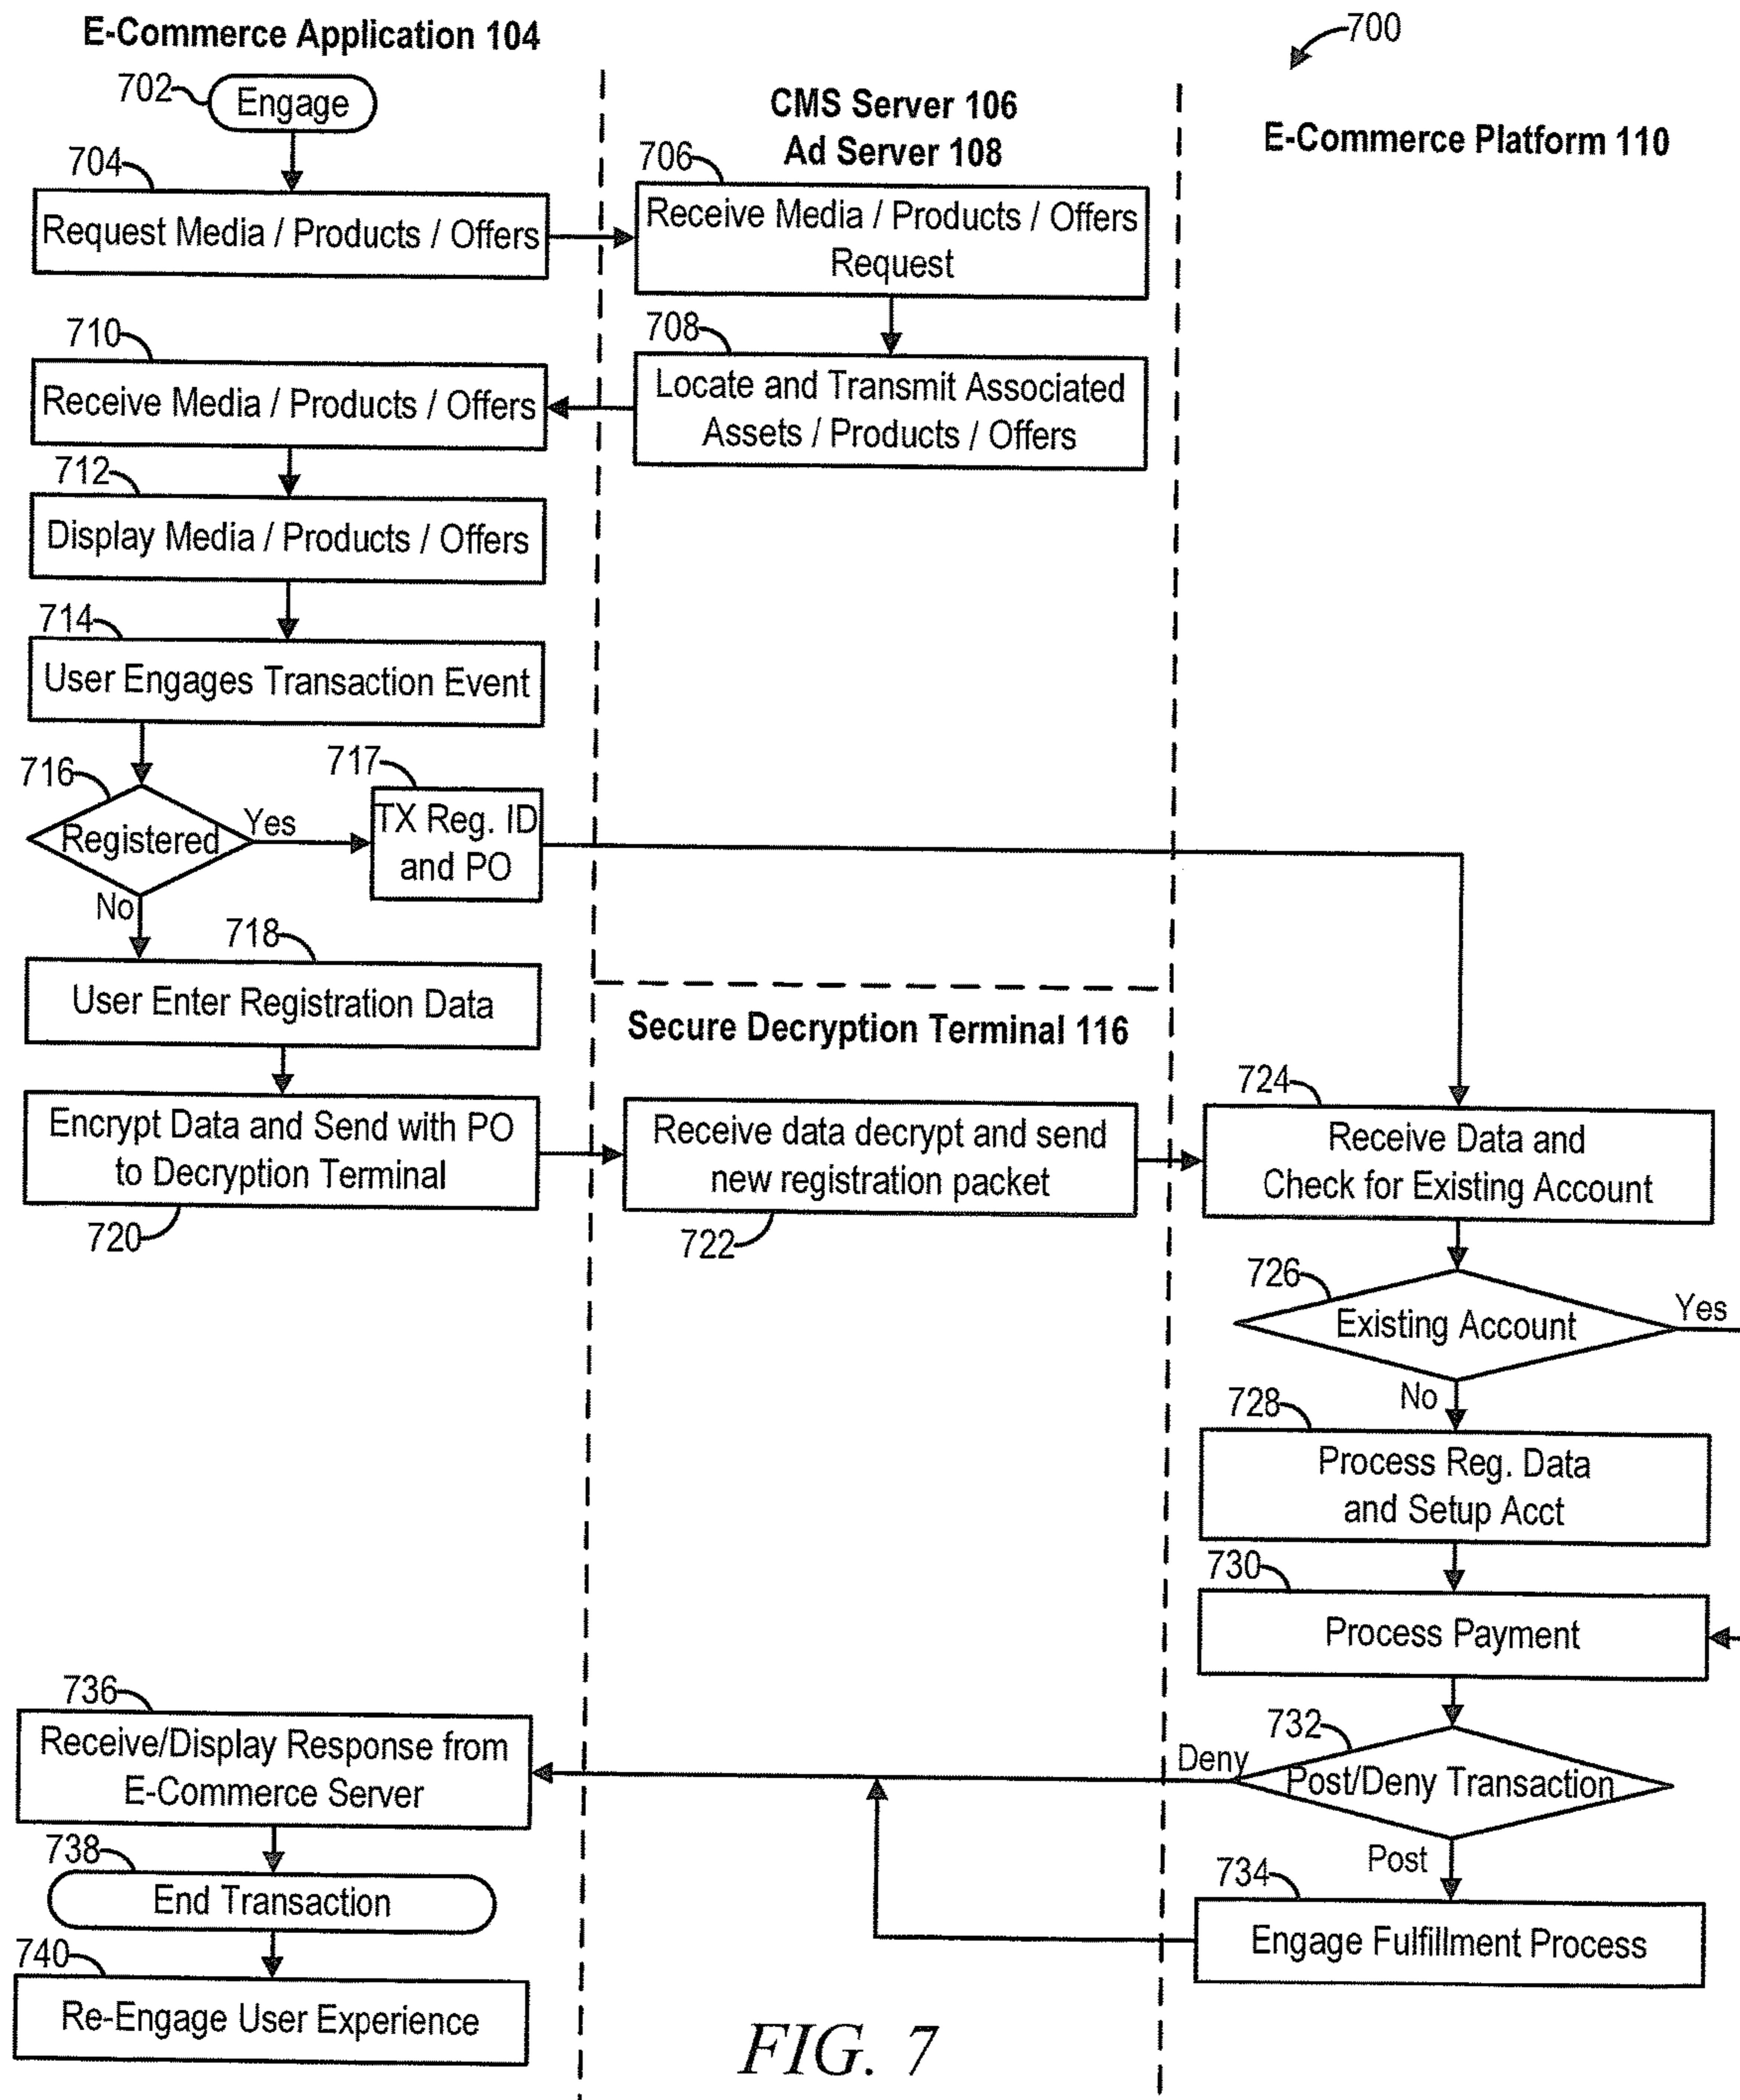 E-Commerce Application 104
700
702
Engage
CMS Server 106
Ad Server 108
E-Commerce Platform 110
704
Request Media / Products / Offers
706
Receive Media / Products / Offers
Request
708
Locate and Transmit Associated
Assets / Products / Offers
710
Receive Media / Products / Offers
712
Display Media / Products / Offers
714
User Engages Transaction Event
716
Registered
Yes
No
717
TX Reg. ID
and PO
718
User Enter Registration Data
Secure Decryption Terminal 116
Encrypt Data and Send with PO
to Decryption Terminal
720
Receive data decrypt and send
new registration packet
722
724
Receive Data and
Check for Existing Account
726
Existing Account
Yes
No
728
Process Reg. Data
and Setup Acct
730
Process Payment
732
Post/Deny Transaction
Deny
Post
734
Engage Fulfillment Process
736
Receive/Display Response from
E-Commerce Server
738
End Transaction
740
Re-Engage User Experience
FIG. 7